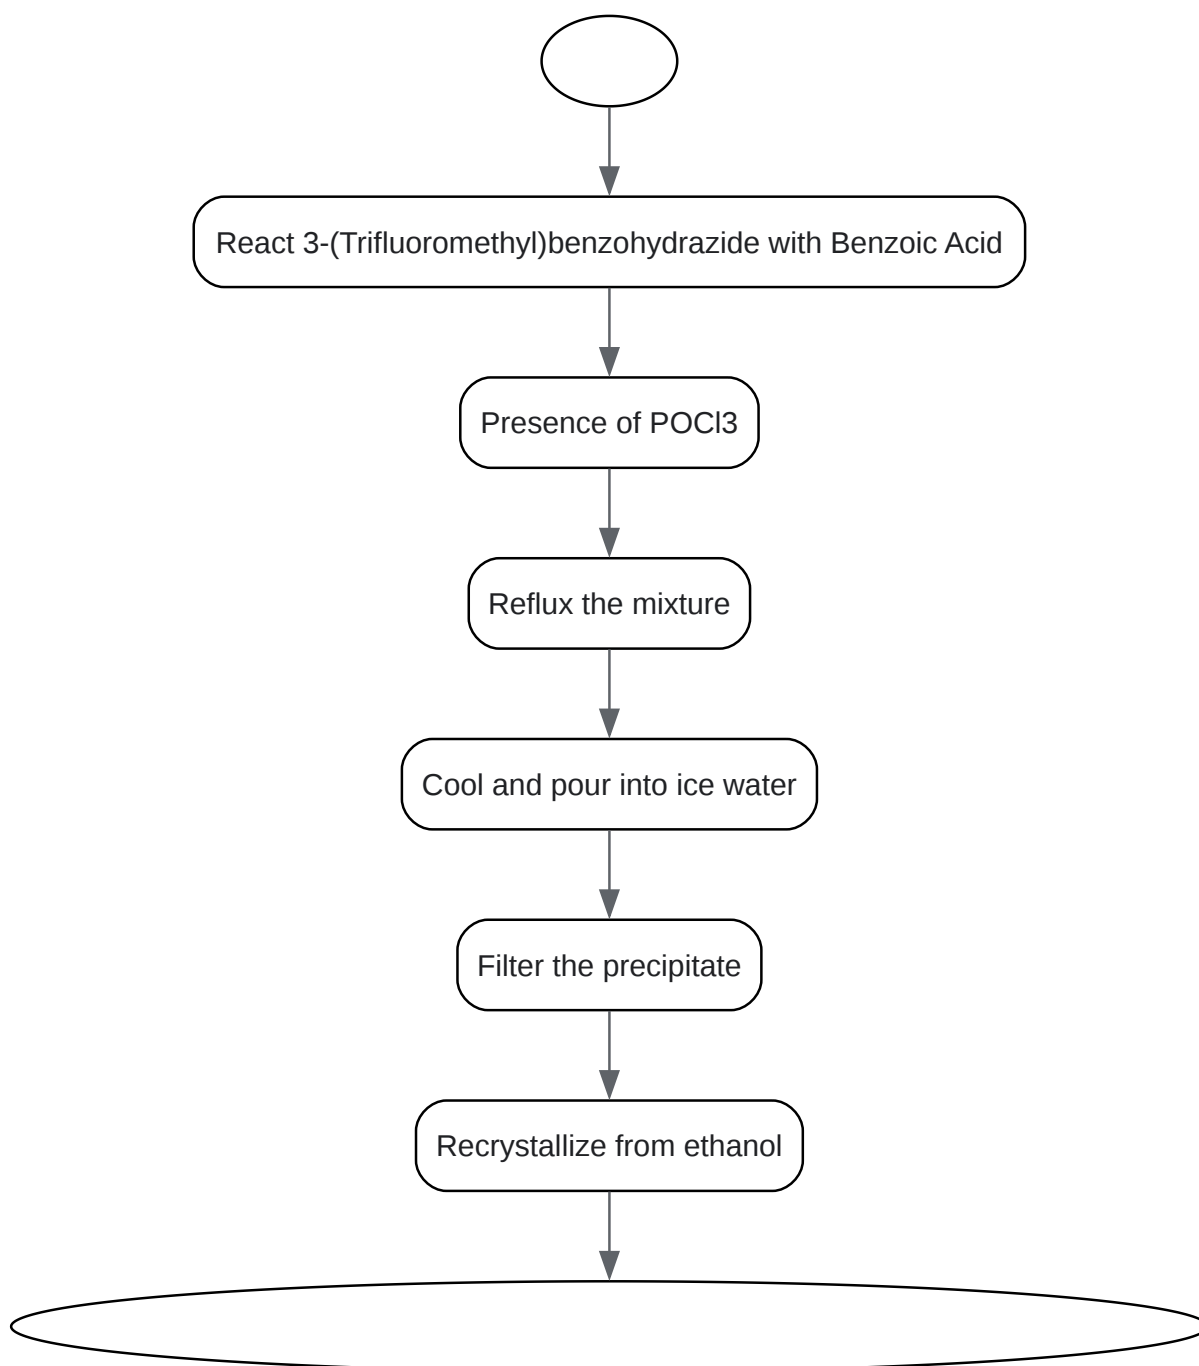 React 3-(Trifluoromethyl)benzohydrazide with Benzoic Acid
Presence of POCl3
Reflux the mixture
Cool and pour into ice water
Filter the precipitate
Recrystallize from ethanol